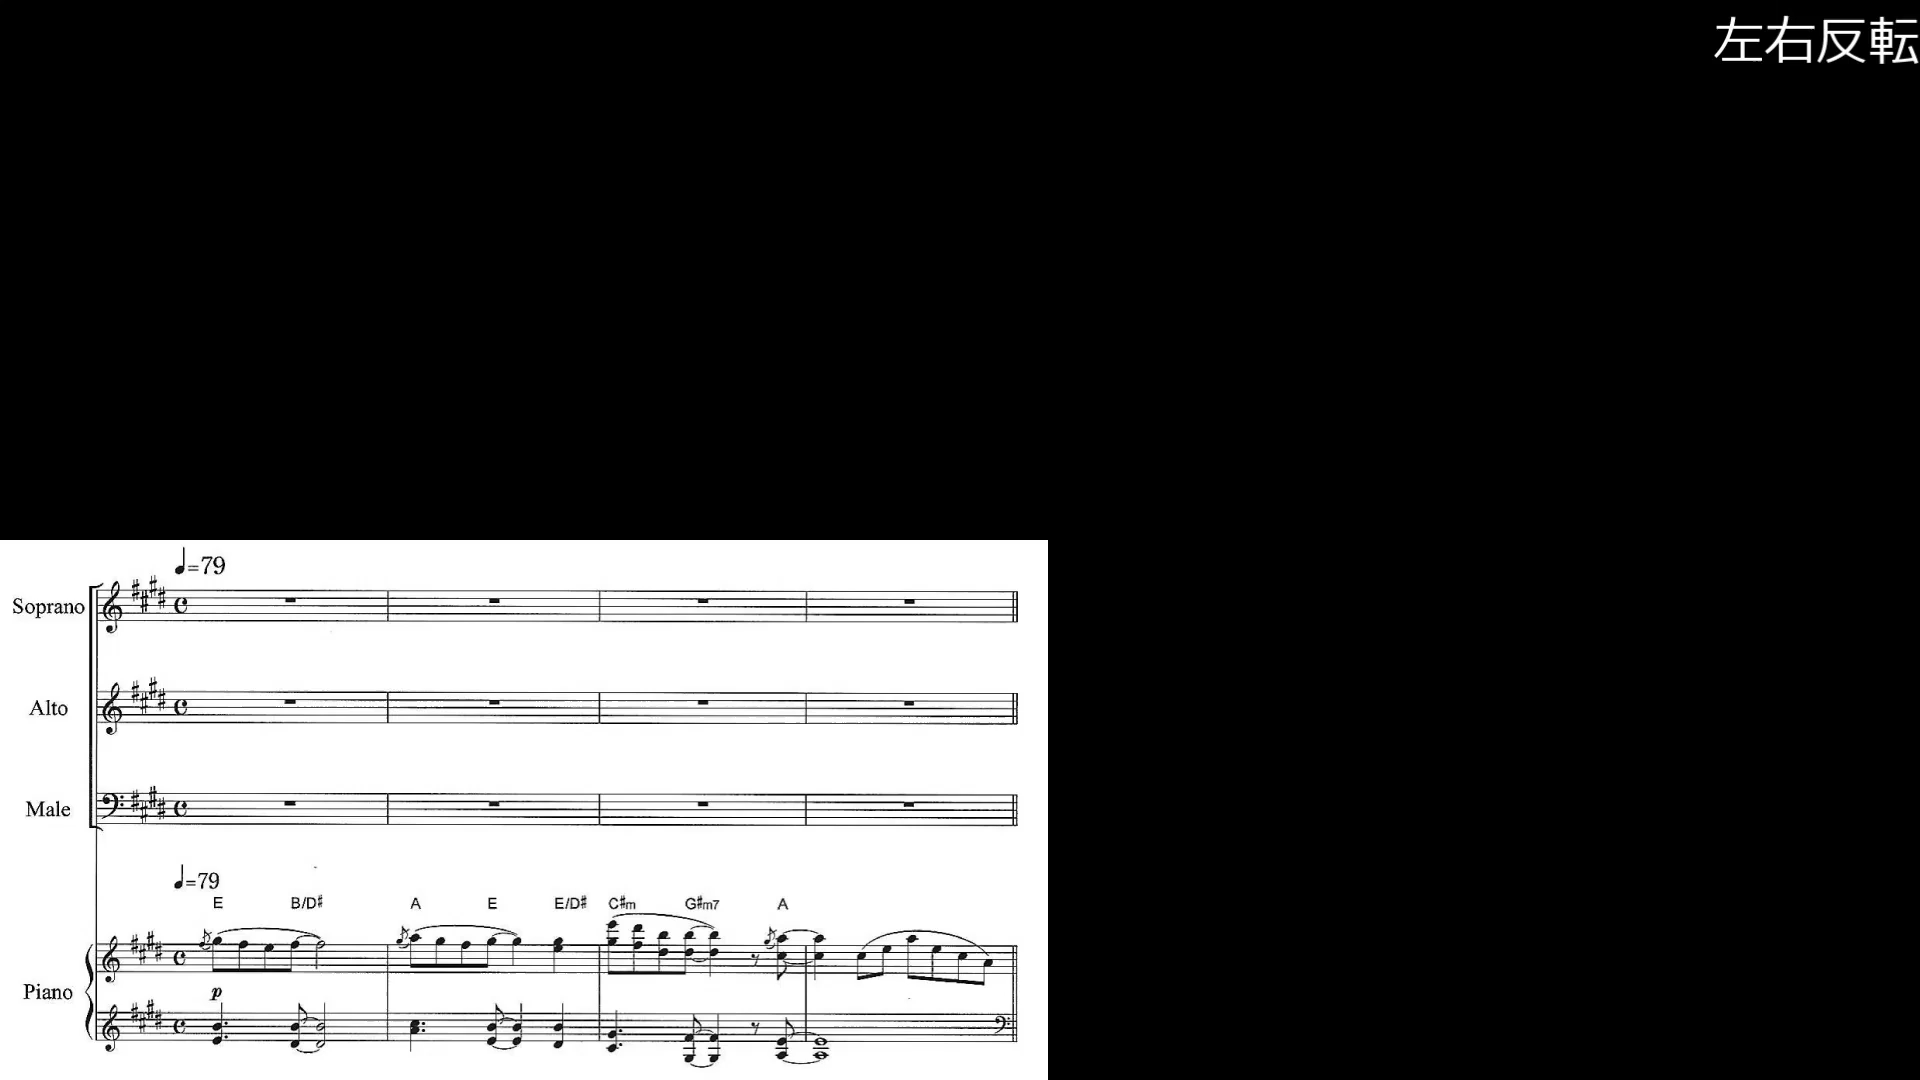 左右反転
♩=79
Soprano
Alto
Male
♩=79
E B/D# A E E/D# C#m G#m7 A
Piano
p